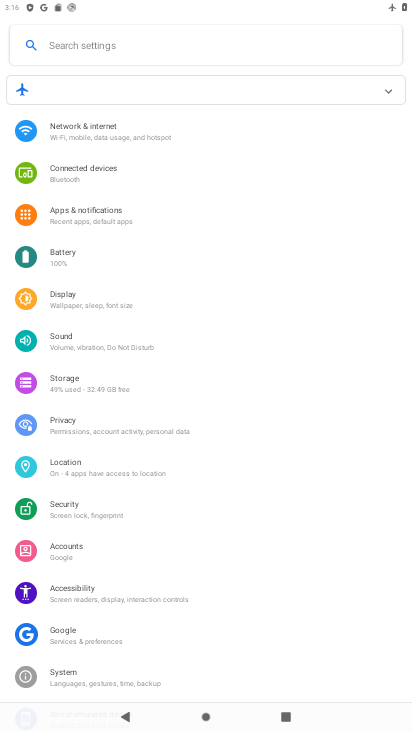 3:16
Search settings
Network & internet
Wi-Fi, mobile, data usage, and hotspot
Connected devices
Bluetooth
Apps & notifications
Recent apps, default apps
Battery
100%
Display
Wallpaper, sleep, font size
Sound
Volume, vibration, Do Not Disturb
Storage
49% used - 32.49 GB free
Privacy
Permissions, account activity, personal data
Location
On - 4 apps have access to location
Security
Screen lock, fingerprint
Accounts
Google
Accessibility
Screen readers, display, interaction controls
Google
Services & preferences
System
Languages, gestures, time, backup